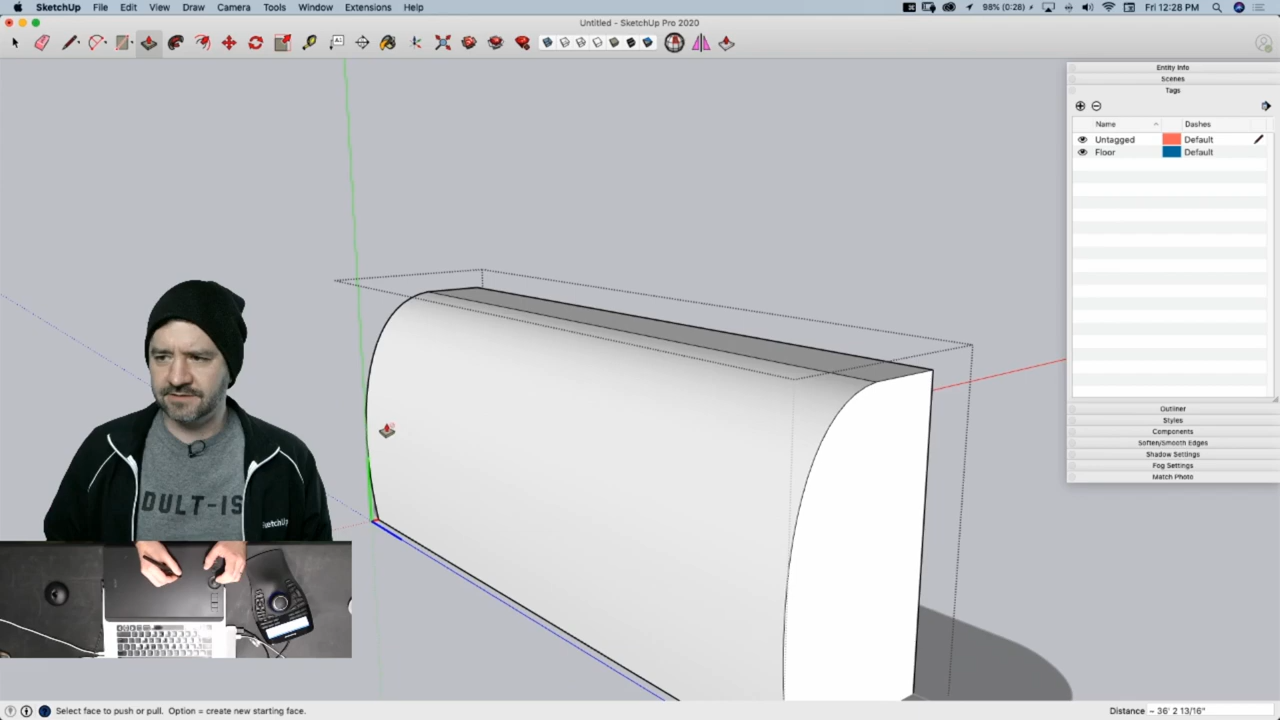 SketchUp File Edit View Draw Camera Tools Window Extensions Help 98% (0:28) Fri 12:28 PM
Untitled - SketchUp Pro 2020
Entity Info
Scenes
Tags
Name Dashes
Untagged Default
Floor Default
Outliner
Styles
Components
Soften/Smooth Edges
Shadow Settings
Fog Settings
Match Photo
DULT-IS
SketchUp
Select face to push or pull. Option = create new starting face.
Distance ~ 36' 2 13/16"